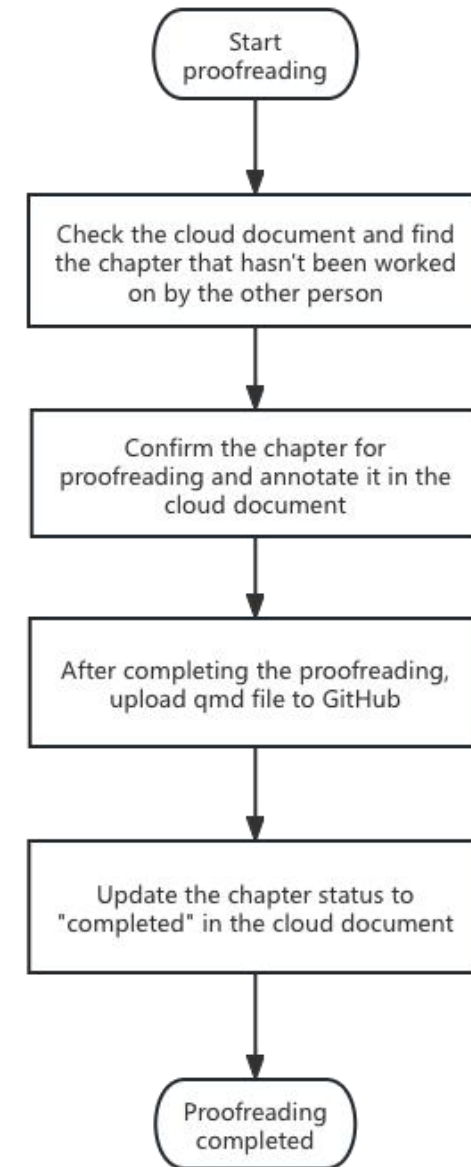 Start
proofreading
Check the cloud document and find
the chapter that hasn't been worked
on by the other person
Confirm the chapter for
proofreading and annotate it in the
cloud document
After completing the proofreading,
upload qmd file to GitHub
Update the chapter status to
"completed" in the cloud document
Proofreading
completed